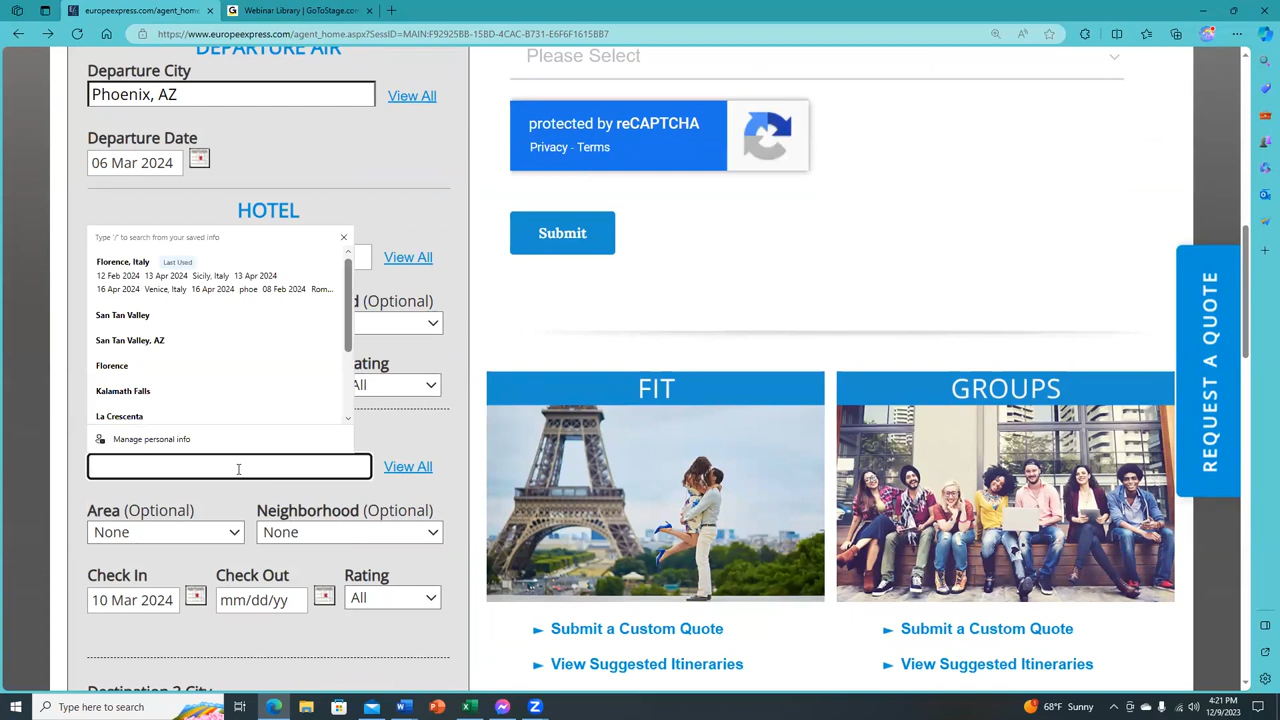 europeexpress.com/agent_home.
Webinar Library | GoToStage.com
https://www.europeexpress.com/agent_home.aspx?SessID=MAIN:F92925BB-15BD-4CAC-B731-E6F6F1615BB7
DEPARTURE AIR
Departure City
Phoenix, AZ
View All
Departure Date
06 Mar 2024
HOTEL
Type '/' to search from your saved info
View All
Florence, Italy Last Used
12 Feb 2024 13 Apr 2024 Sicily, Italy 13 Apr 2024
16 Apr 2024 Venice, Italy 16 Apr 2024 phoe 08 Feb 2024 Rom...
(Optional)
San Tan Valley
San Tan Valley, AZ
Florence
All
Kalamath Falls
La Crescenta
Manage personal info
View All
Area (Optional) Neighborhood (Optional)
None None
Check In Check Out Rating
10 Mar 2024 mm/dd/yy All
Please Select
protected by reCAPTCHA
Privacy - Terms
Submit
REQUEST A QUOTE
FIT
► Submit a Custom Quote
► View Suggested Itineraries
GROUPS
► Submit a Custom Quote
► View Suggested Itineraries
Type here to search
68°F Sunny
4:21 PM
12/9/2023